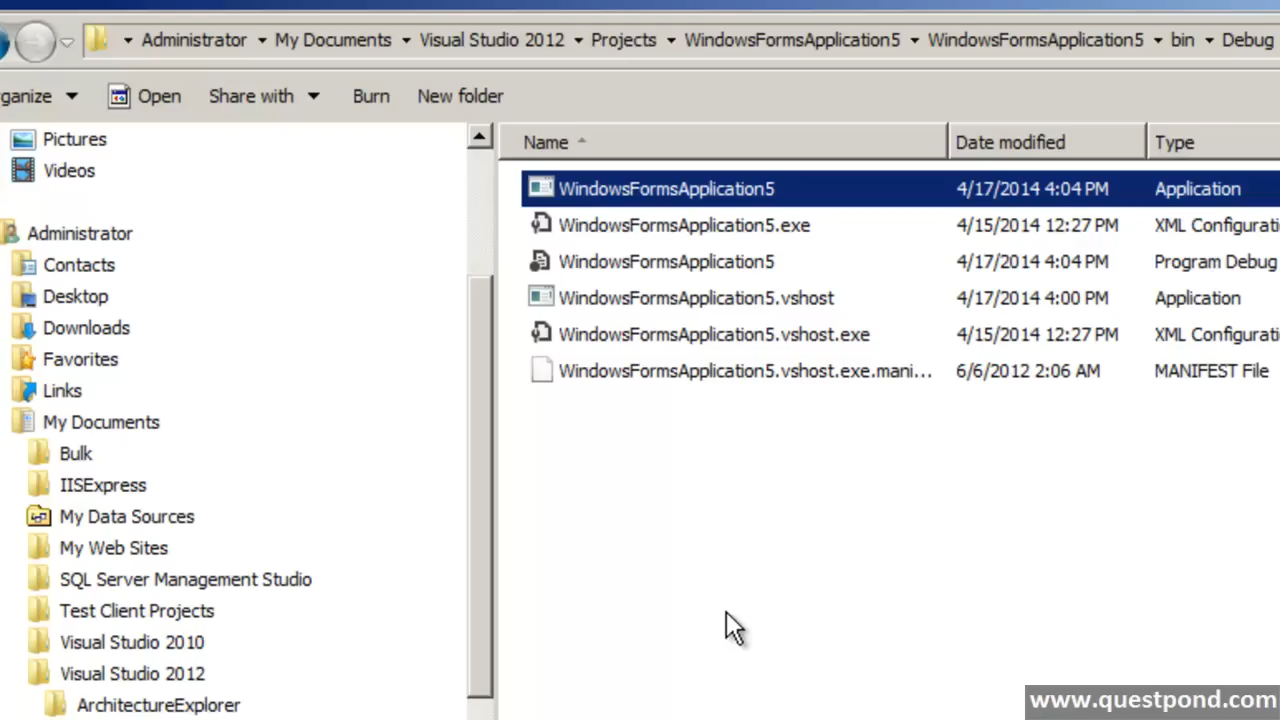 Administrator My Documents Visual Studio 2012 Projects WindowsFormsApplication5 WindowsFormsApplication5 bin Debug
ganize Open Share with Burn New folder
Pictures
Videos
Administrator
Contacts
Desktop
Downloads
Favorites
Links
My Documents
Bulk
IISExpress
My Data Sources
My Web Sites
SQL Server Management Studio
Test Client Projects
Visual Studio 2010
Visual Studio 2012
ArchitectureExplorer
Name Date modified Type
WindowsFormsApplication5 4/17/2014 4:04 PM Application
WindowsFormsApplication5.exe 4/15/2014 12:27 PM XML Configurati
WindowsFormsApplication5 4/17/2014 4:04 PM Program Debug
WindowsFormsApplication5.vshost 4/17/2014 4:00 PM Application
WindowsFormsApplication5.vshost.exe 4/15/2014 12:27 PM XML Configurati
WindowsFormsApplication5.vshost.exe.mani... 6/6/2012 2:06 AM MANIFEST File
www.questpond.com